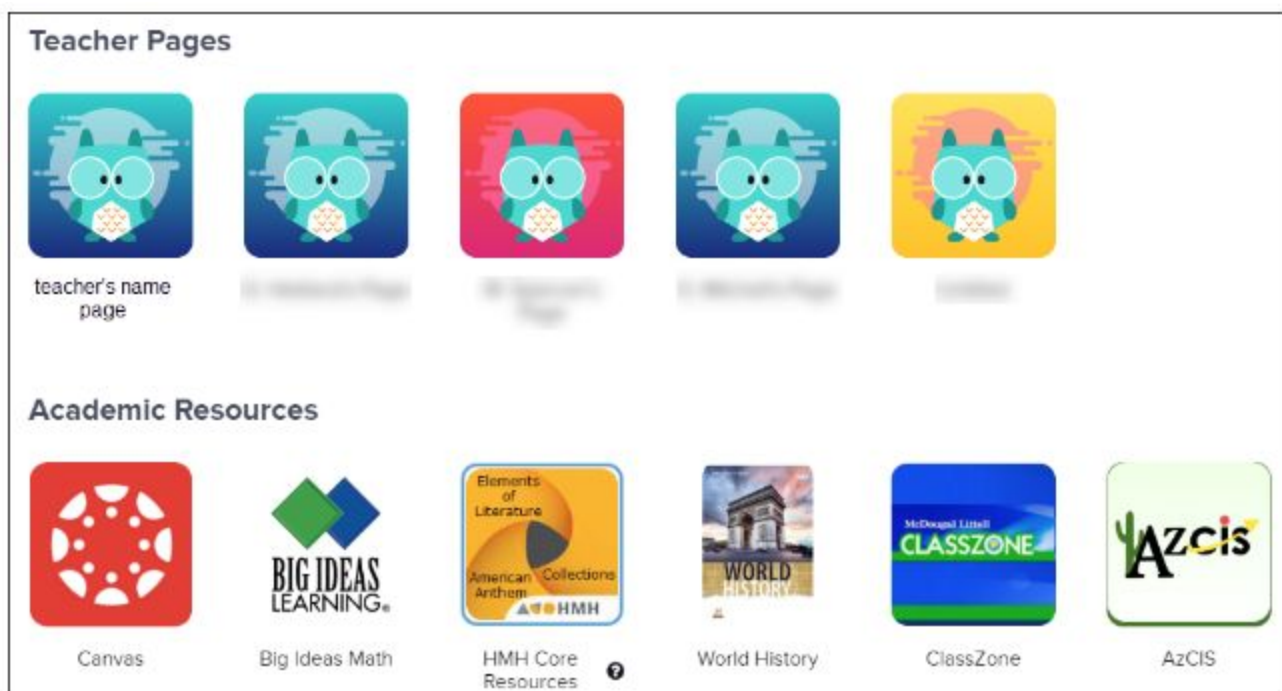 Teacher Pages
teacher's name
page
Academic Resources
Elements
of
Literature
American
Anthem
Collections
HMH
BIG IDEAS
LEARNING®
WORLD
HISTORY
McDougal Littell
CLASSZONE
AzCiS
Canvas
Big Ideas Math
HMH Core
Resources
?
World History
ClassZone
AzCIS